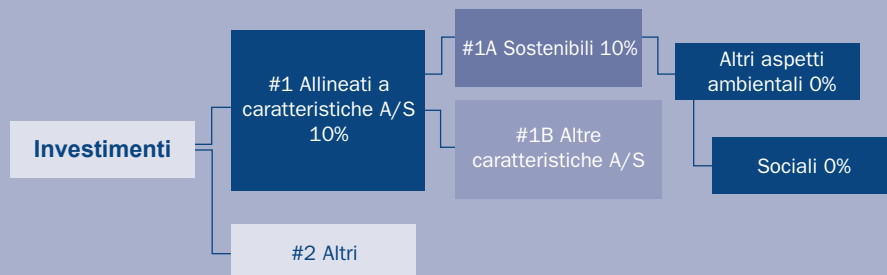 Investimenti
#1 Allineati a
caratteristiche A/S
10%
#2 Altri
#1A Sostenibili 10%
#1B Altre
caratteristiche A/S
Altri aspetti
ambientali 0%
Sociali 0%